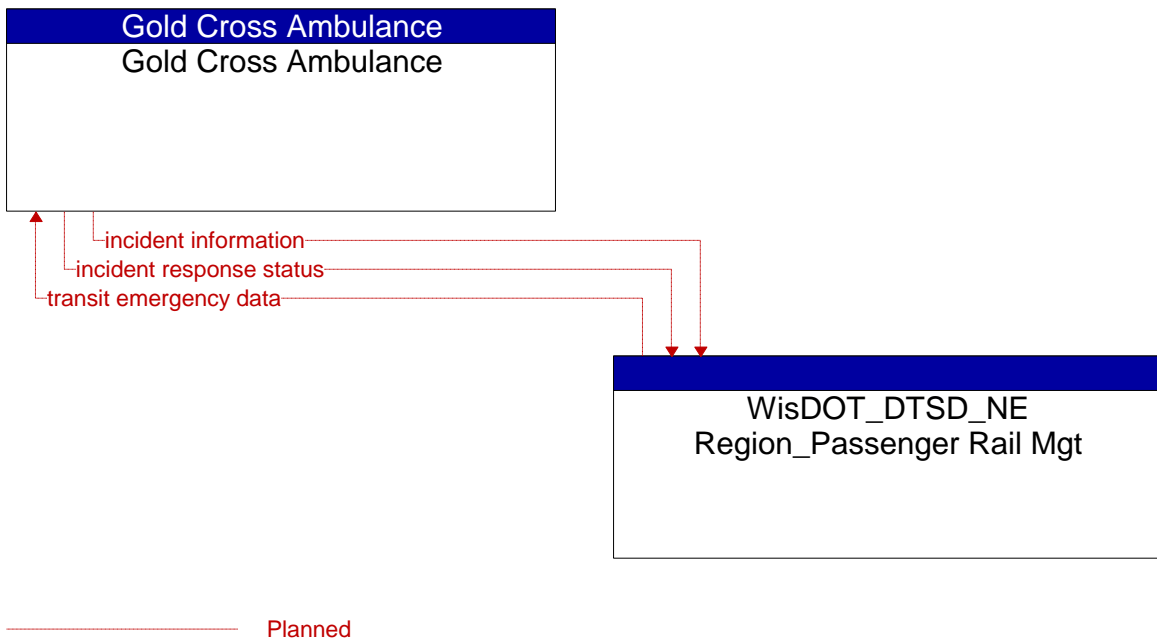 Gold Cross Ambulance
Gold Cross Ambulance
incident information
incident response status
transit emergency data
WisDOT_DTSD_NE
Region_Passenger Rail Mgt
Planned